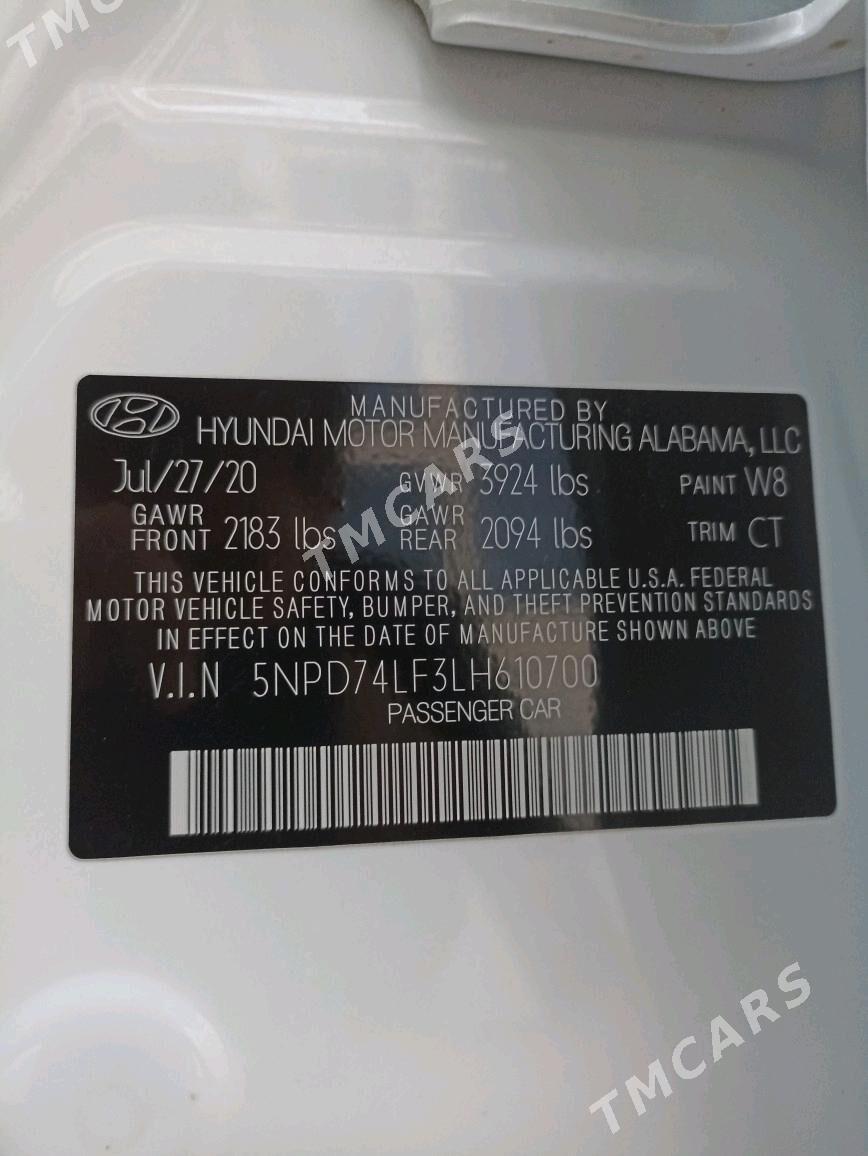 TMCARS
MANUFACTURED BY
HYUNDAI MOTOR MANUFACTURING ALABAMA, LLC
Jul/27/20 GVWR 3924 lbs PAINT W8
GAWR FRONT 2183 lbs GAWR REAR 2094 lbs TRIM CT
TMCARS
THIS VEHICLE CONFORMS TO ALL APPLICABLE U.S.A. FEDERAL
MOTOR VEHICLE SAFETY, BUMPER, AND THEFT PREVENTION STANDARDS
IN EFFECT ON THE DATE OF MANUFACTURE SHOWN ABOVE
V.I.N 5NPD74LF3LH610700
PASSENGER CAR
TMCARS